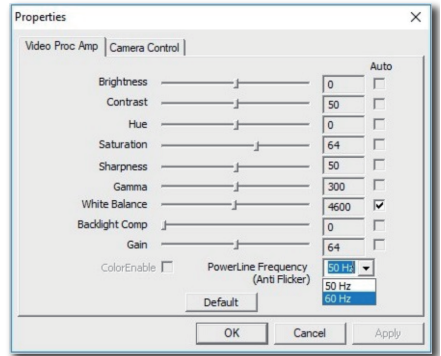 Properties
Video Proc Amp Camera Control
Auto
Brightness 0
Contrast 50
Hue 0
Saturation 64
Sharpness 50
Gamma 300
White Balance 4600
Backlight Comp 0
Gain 64
ColorEnable PowerLine Frequency 50 Hz
(Anti Flicker) 50 Hz
60 Hz
Default
OK Cancel Apply